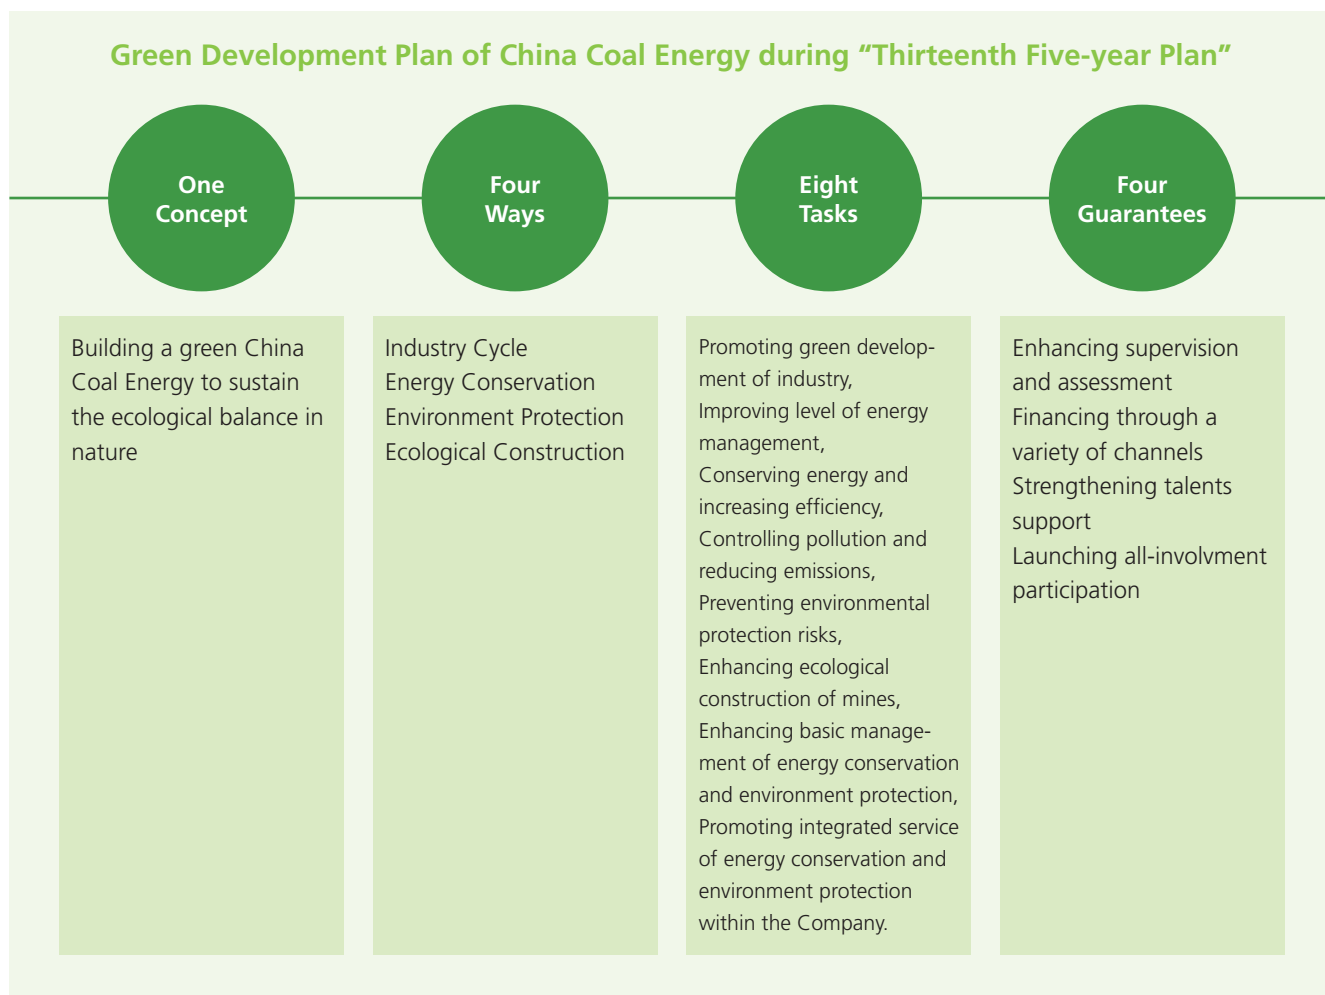 Green Development Plan of China Coal Energy during “Thirteenth Five-year Plan”
One
Concept
Four
Ways
Eight
Tasks
Four
Guarantees
Building a green China
Coal Energy to sustain
the ecological balance in
nature
Industry Cycle
Energy Conservation
Environment Protection
Ecological Construction
Promoting green develop-
ment of industry,
Improving level of energy
management,
Conserving energy and
increasing efficiency,
Controlling pollution and
reducing emissions,
Preventing environmental
protection risks,
Enhancing ecological
construction of mines,
Enhancing basic manage-
ment of energy conservation
and environment protection,
Promoting integrated service
of energy conservation and
environment protection
within the Company.
Enhancing supervision
and assessment
Financing through a
variety of channels
Strengthening talents
support
Launching all-involvment
participation